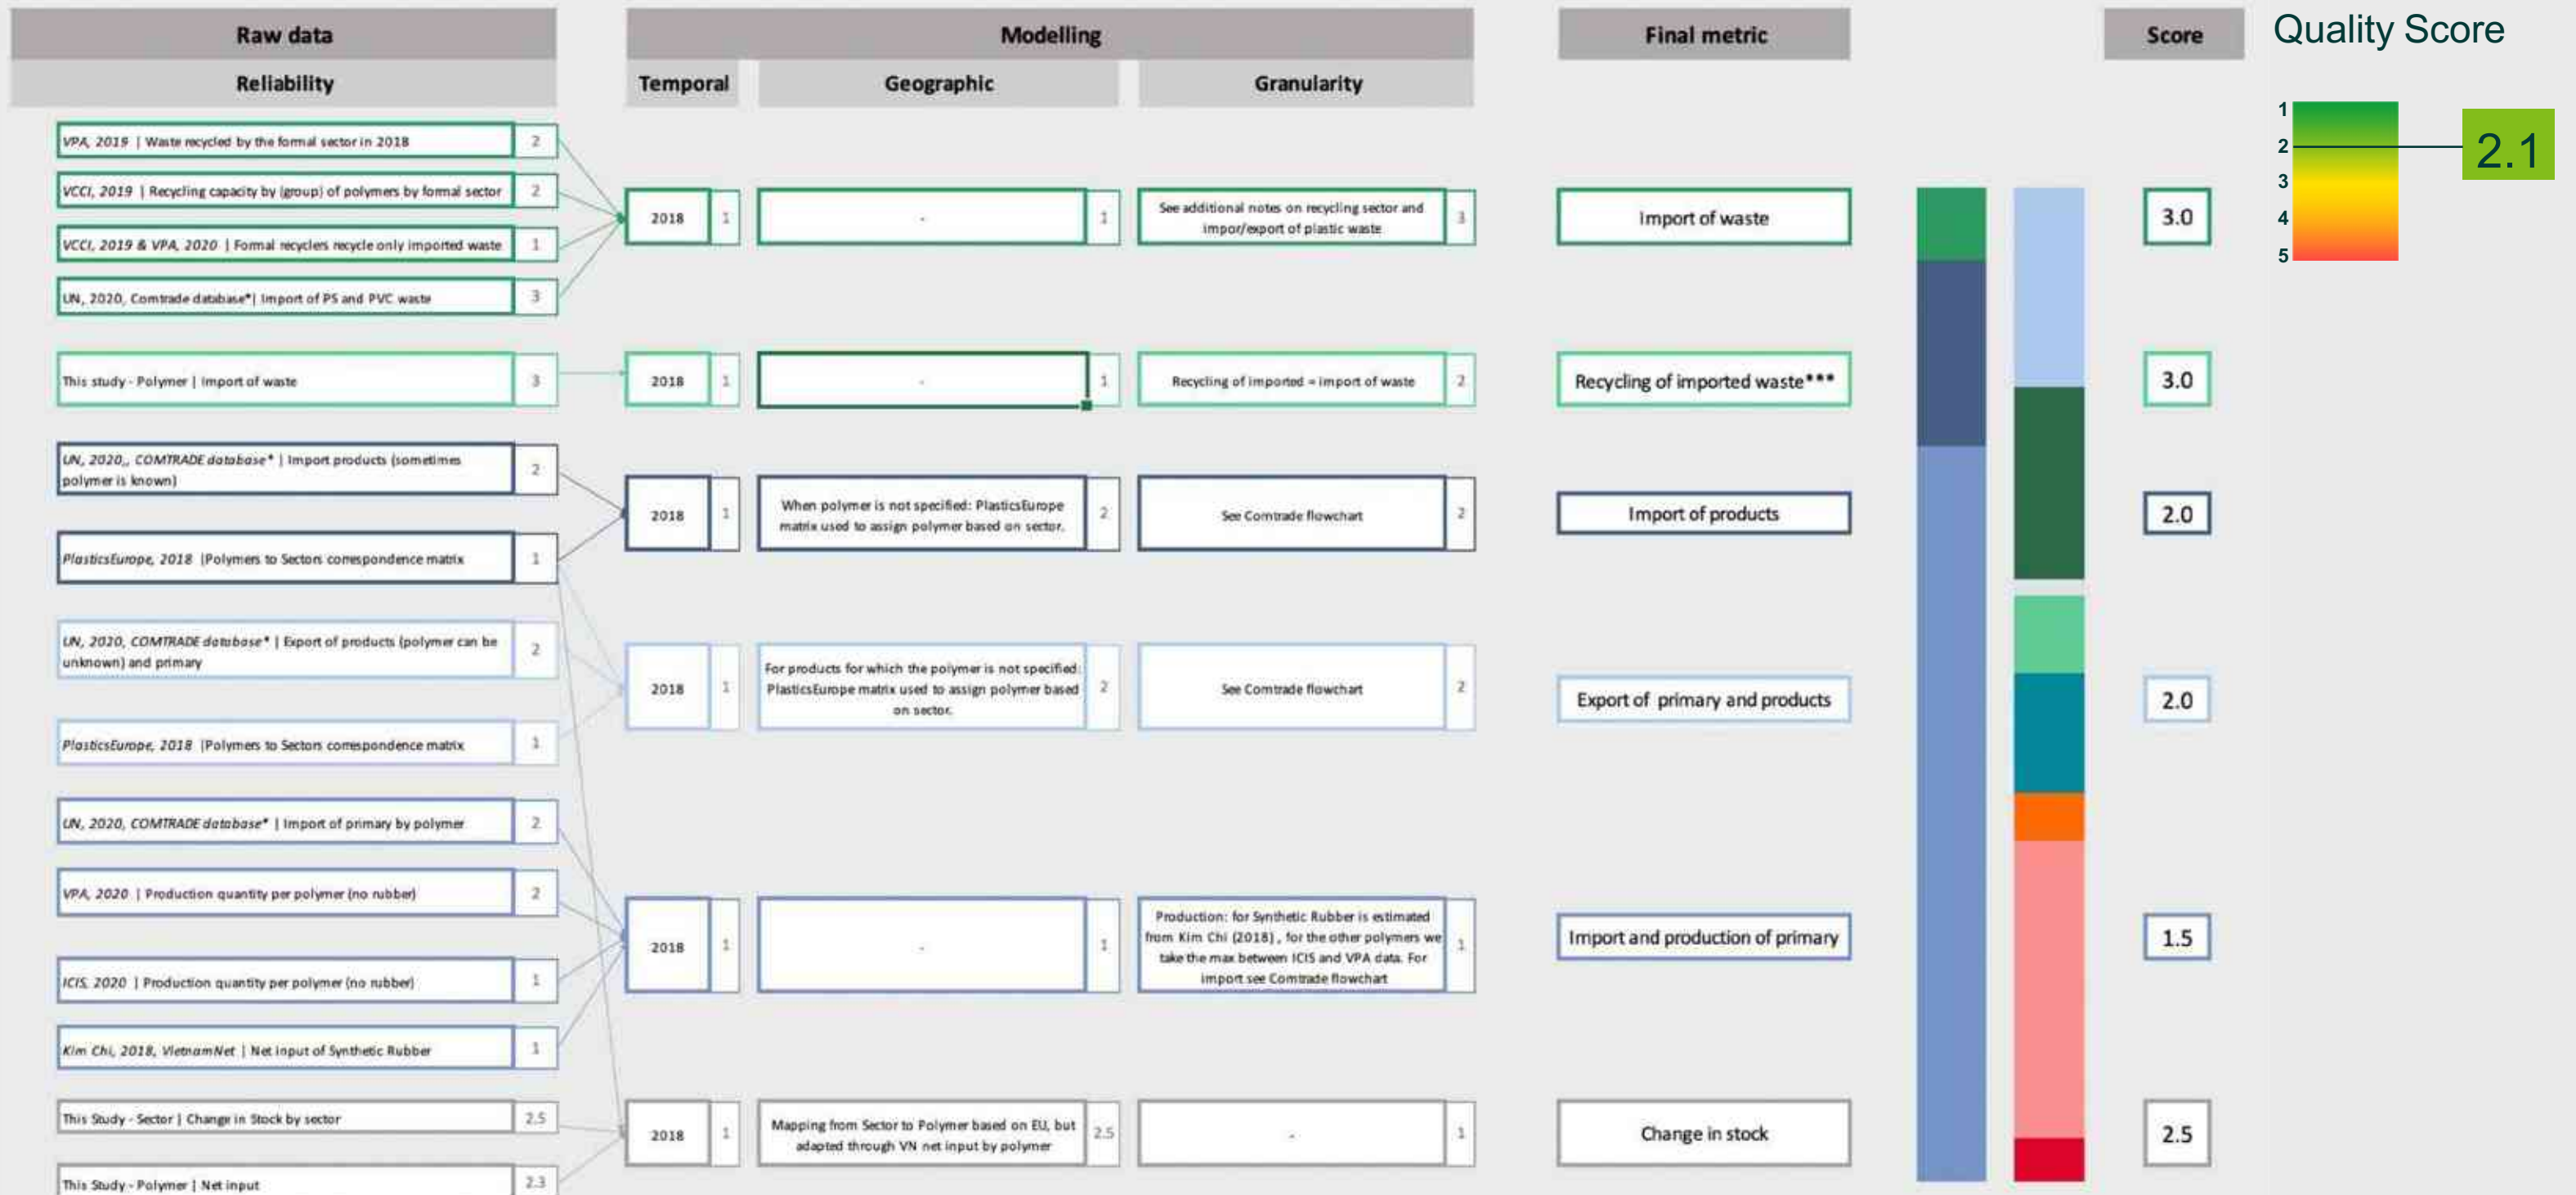 Raw data
Modelling
Final metric
Score
Quality Score
Reliability
Temporal
Geographic
Granularity
1
2
3
4
5
2.1
VPA, 2019 | Waste recycled by the formal sector in 2018
2
VCCI, 2019 | Recycling capacity by (group) of polymers by formal sector
2
VCCI, 2019 & VPA, 2020 | Formal recyclers recycle only imported waste
1
UN, 2020, Comtrade database*| Import of PS and PVC waste
3
2018
1
-
1
See additional notes on recycling sector and
impor/export of plastic waste
3
Import of waste
3.0
This study - Polymer | Import of waste
3
2018
1
-
1
Recycling of imported = import of waste
2
Recycling of imported waste***
3.0
UN, 2020,, COMTRADE database* | Import products (sometimes
polymer is known)
2
PlasticsEurope, 2018 |Polymers to Sectors correspondence matrix
1
2018
1
When polymer is not specified: PlasticsEurope
matrix used to assign polymer based on sector.
2
See Comtrade flowchart
2
Import of products
2.0
UN, 2020, COMTRADE database* | Export of products (polymer can be
unknown) and primary
2
PlasticsEurope, 2018 |Polymers to Sectors correspondence matrix
1
2018
1
For products for which the polymer is not specified:
PlasticsEurope matrix used to assign polymer based
on sector.
2
See Comtrade flowchart
2
Export of primary and products
2.0
UN, 2020, COMTRADE database* | Import of primary by polymer
2
VPA, 2020 | Production quantity per polymer (no rubber)
2
ICIS, 2020 | Production quantity per polymer (no rubber)
1
Kim Chi, 2018, VietnamNet | Net input of Synthetic Rubber
1
2018
1
-
1
Production: for Synthetic Rubber is estimated
from Kim Chi (2018) , for the other polymers we
take the max between ICIS and VPA data. For
import see Comtrade flowchart
1
Import and production of primary
1.5
This Study - Sector | Change in Stock by sector
2.5
This Study - Polymer | Net input
2.3
2018
1
Mapping from Sector to Polymer based on EU, but
adapted through VN net input by polymer
2.5
-
1
Change in stock
2.5